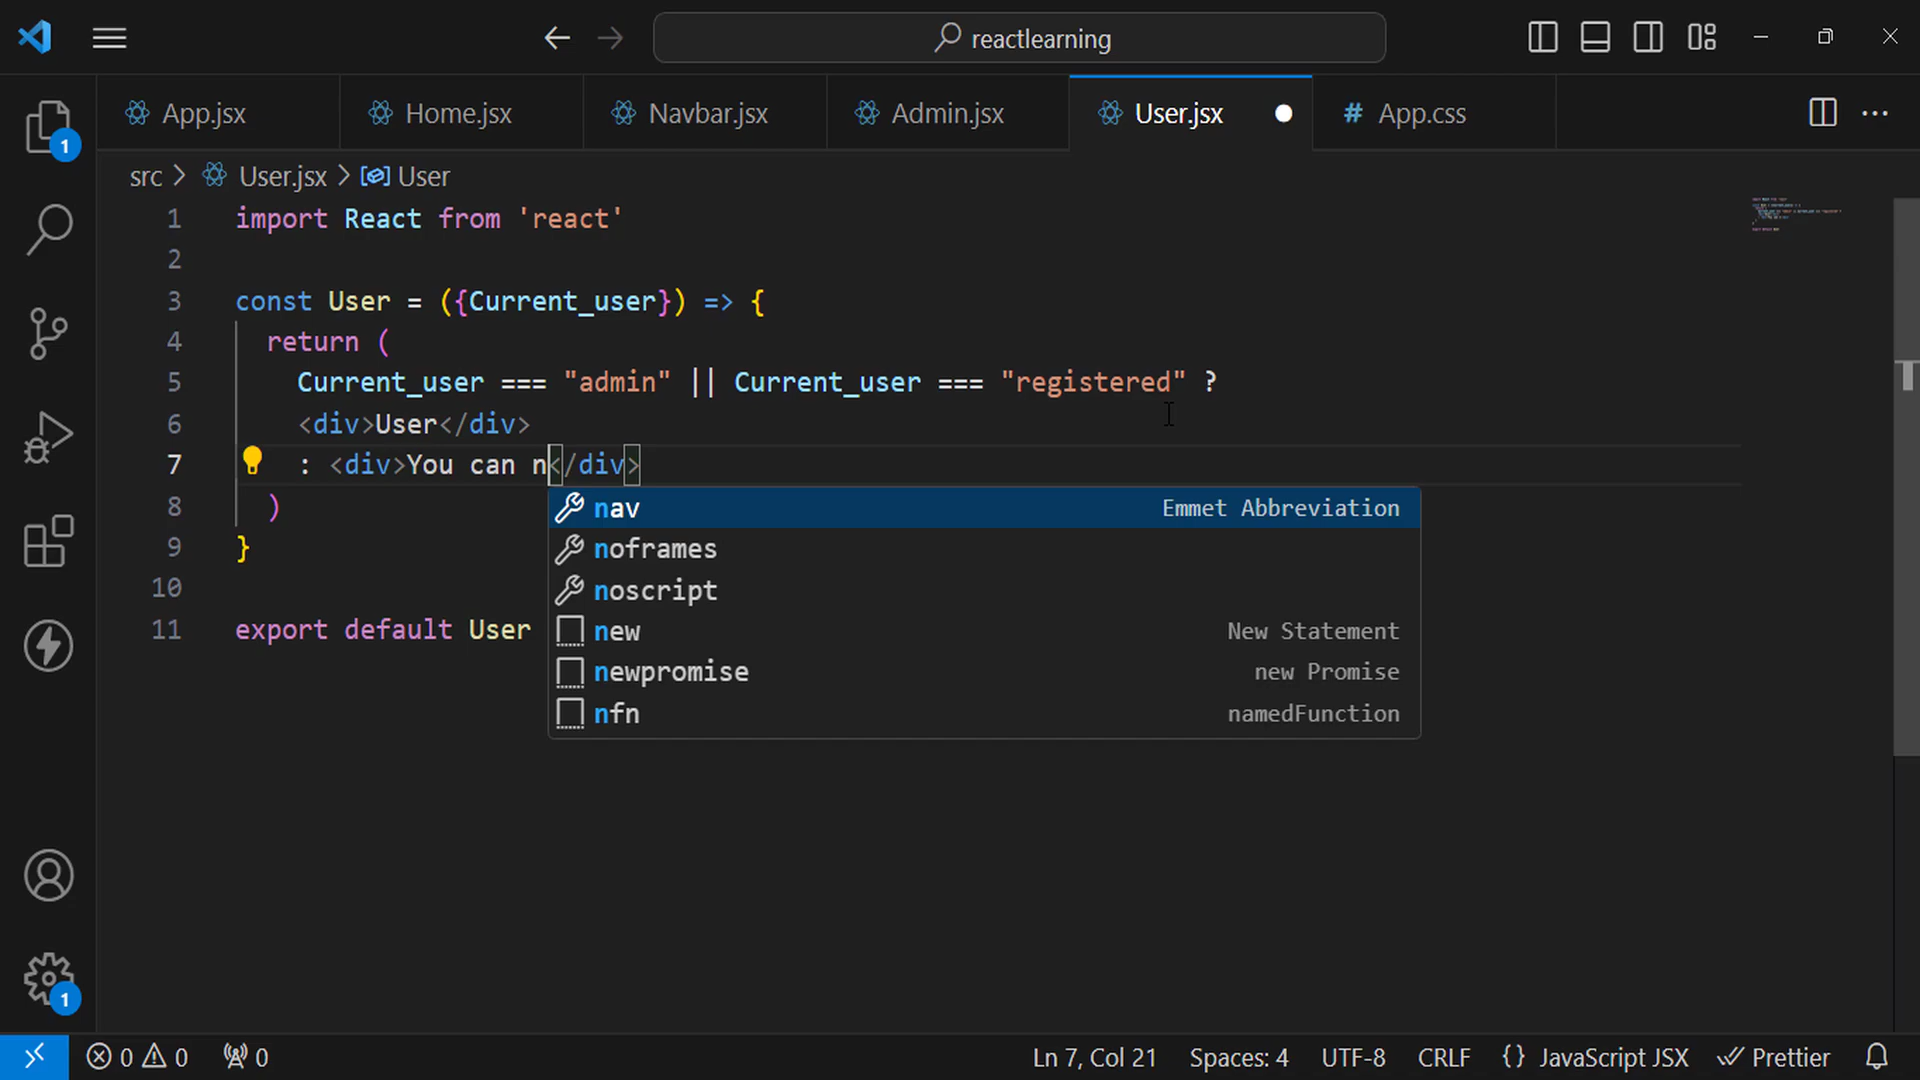 reactlearning
App.jsx Home.jsx Navbar.jsx Admin.jsx User.jsx # App.css
src > User.jsx > User
1 import React from 'react'
2
3 const User = ({Current_user}) => {
4 return (
5 Current_user === "admin" || Current_user === "registered" ?
6 <div>User</div>
7 : <div>You can n</div>
8 )
9 }
10
11 export default User
nav Emmet Abbreviation
noframes
noscript
new New Statement
newpromise new Promise
nfn namedFunction
1
1
0 0 0 Ln 7, Col 21 Spaces: 4 UTF-8 CRLF {} JavaScript JSX Prettier